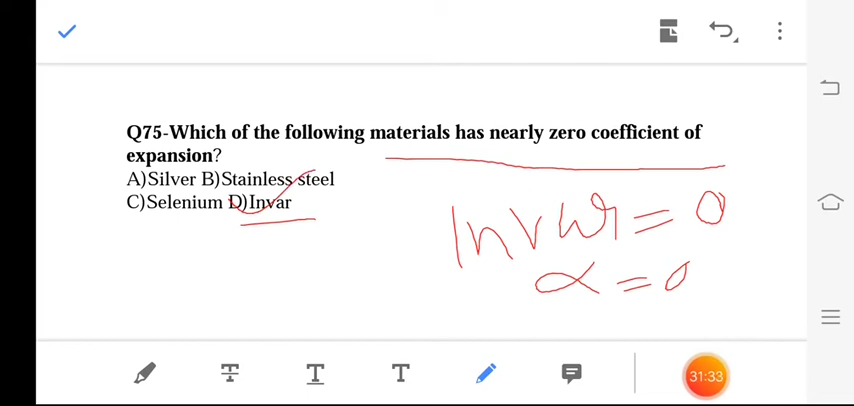 Q75-Which of the following materials has nearly zero coefficient of
expansion?
A)Silver B)Stainless steel
C)Selenium D)Invar
Invar = 0
α = 0
T T T
31:33